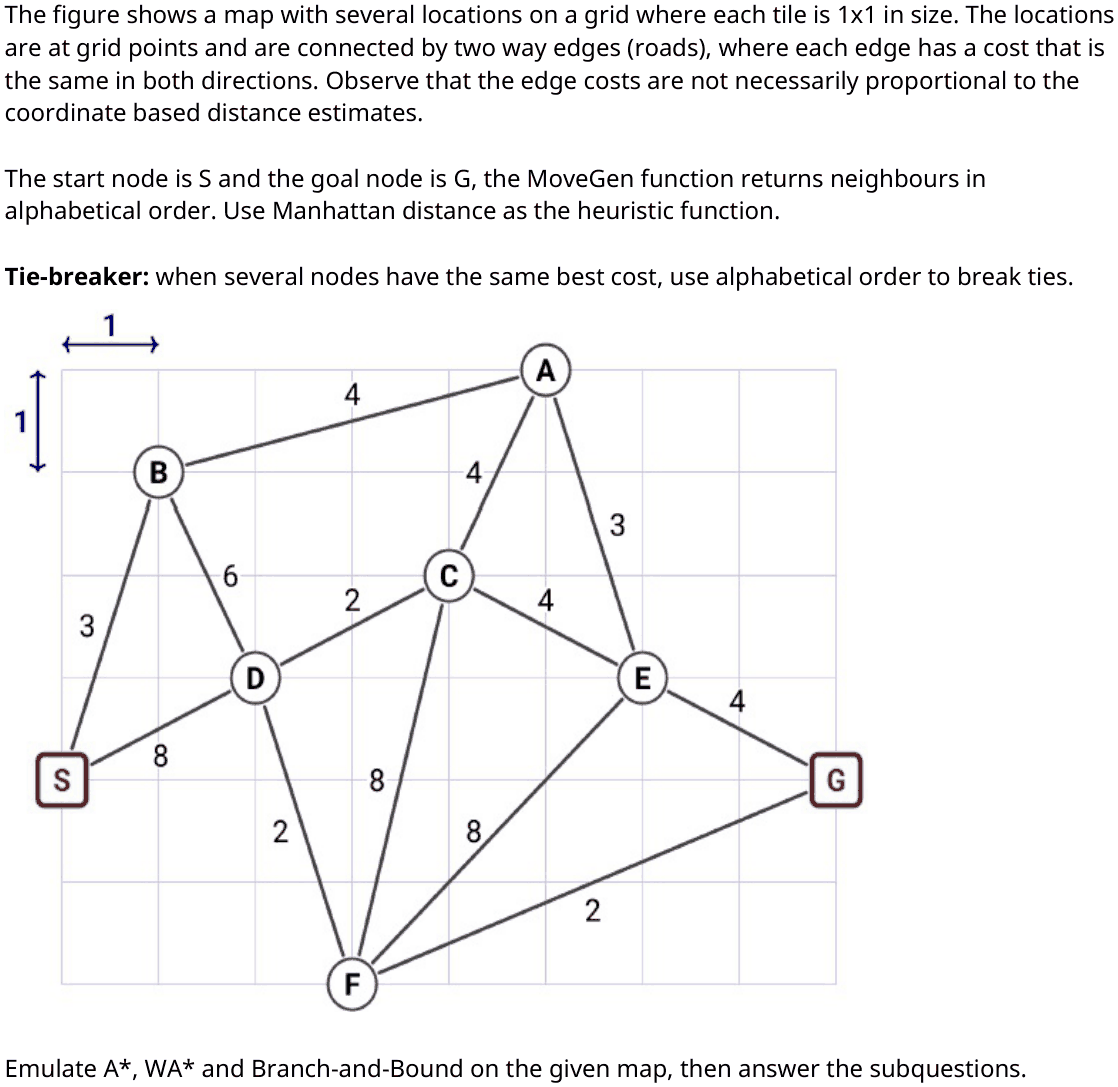 The figure shows a map with several locations on a grid where each tile is 1x1 in size. The locations
are at grid points and are connected by two way edges (roads), where each edge has a cost that is
the same in both directions. Observe that the edge costs are not necessarily proportional to the
coordinate based distance estimates.
The start node is S and the goal node is G, the MoveGen function returns neighbours in
alphabetical order. Use Manhattan distance as the heuristic function.
Tie-breaker: when several nodes have the same best cost, use alphabetical order to break ties.
1
A
4
1
B
4
3
6
C
2
4
3
D
E
4
8
S
8
G
2
8
2
F
Emulate A*, WA* and Branch-and-Bound on the given map, then answer the subquestions.